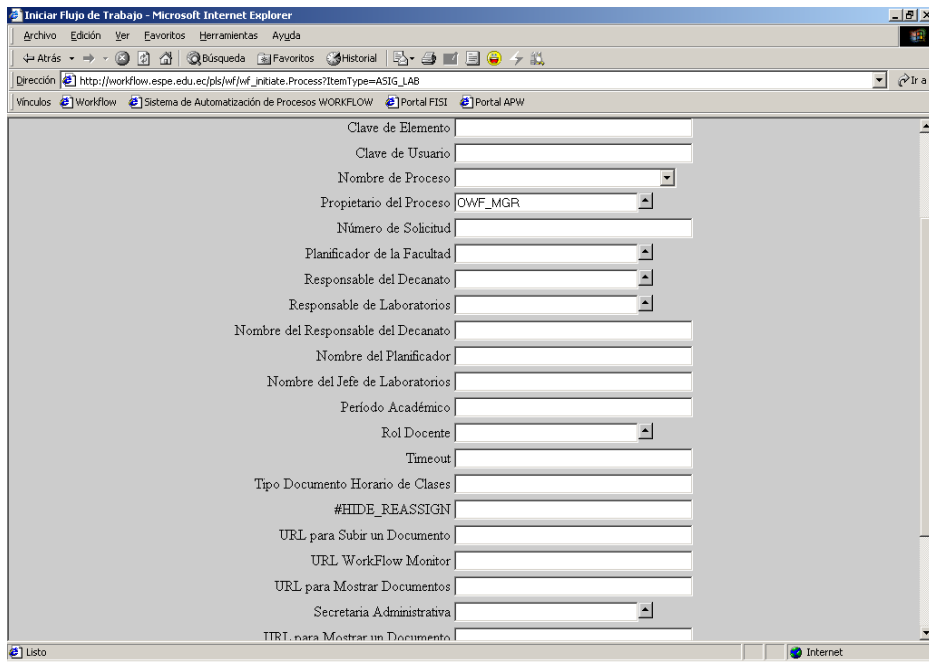 Iniciar Flujo de Trabajo - Microsoft Internet Explorer
Archivo Edición Ver Favoritos Herramientas Ayuda
Atrás Búsqueda Favoritos Historial
Dirección http://workflow.espe.edu.ec/pls/wf/wf_initiate.Process?ItemType=ASIG_LAB Ir a
Vínculos Workflow Sistema de Automatización de Procesos WORKFLOW Portal FISI Portal APW
Clave de Elemento
Clave de Usuario
Nombre de Proceso
Propietario del Proceso OWF_MGR
Número de Solicitud
Planificador de la Facultad
Responsable del Decanato
Responsable de Laboratorios
Nombre del Responsable del Decanato
Nombre del Planificador
Nombre del Jefe de Laboratorios
Período Académico
Rol Docente
Timeout
Tipo Documento Horario de Clases
#HIDE_REASSIGN
URL para Subir un Documento
URL WorkFlow Monitor
URL para Mostrar Documentos
Secretaria Administrativa
URL para Mostrar un Documento
Listo Internet